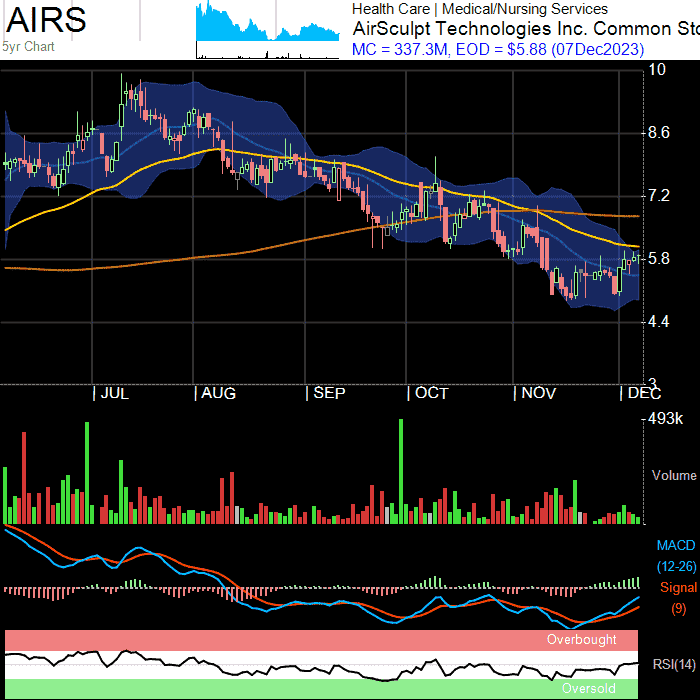 AIRS
5yr Chart
Health Care | Medical/Nursing Services
AirSculpt Technologies Inc. Common Sto
MC = 337.3M, EOD = $5.88 (07Dec2023)
10
8.6
7.2
5.8
4.4
3
JUL AUG SEP OCT NOV DEC
493k
Volume
MACD
(12-26)
Signal
(9)
Overbought
RSI(14)
Oversold